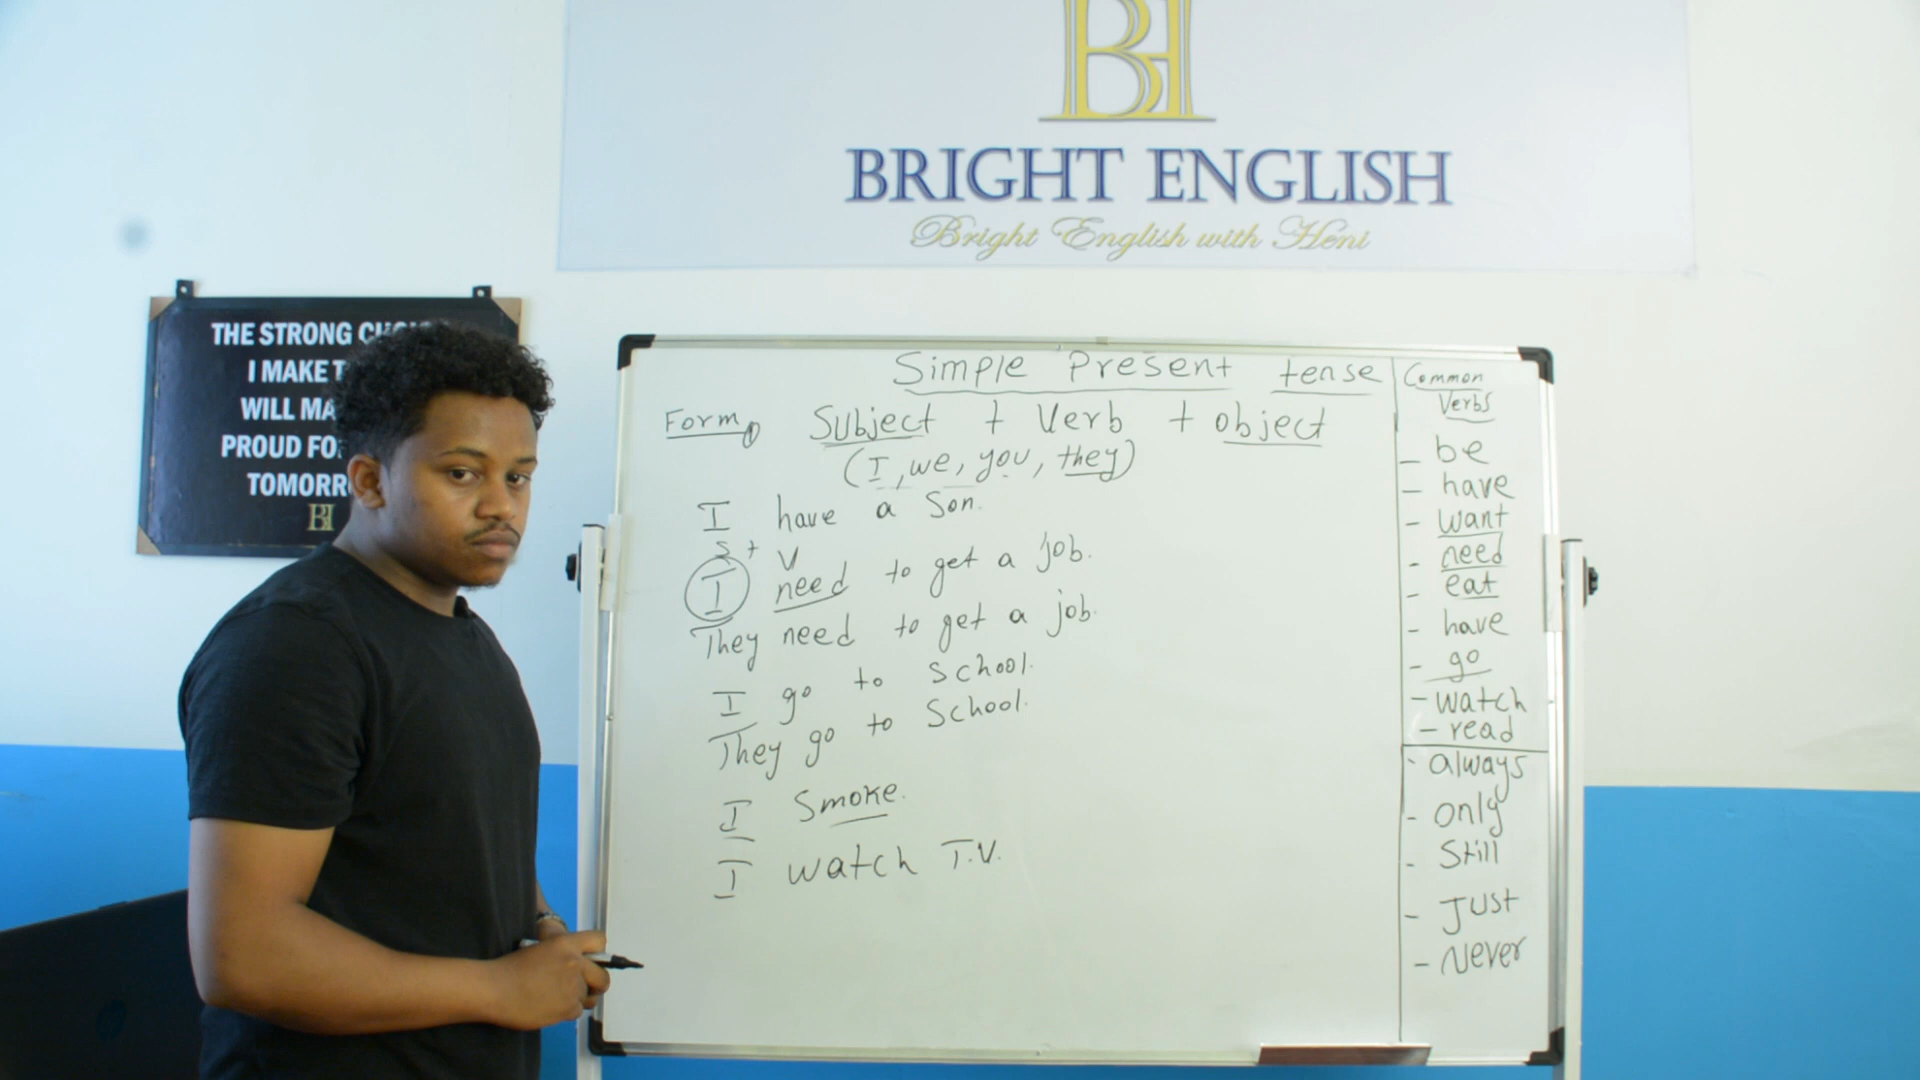 BRIGHT ENGLISH
Bright English with Heni
THE STRONG
I MAKE T
WILL MA
PROUD FO
TOMORR
BH
Simple Present tense
Form 1 Subject + Verb + object
(I, we, you, they)
I have a Son.
S + V
I need to get a job.
They need to get a job.
I go to School.
They go to School.
I Smoke.
I watch T.V.
Common
Verbs
- be
- have
- want
- need
- eat
- have
- go
- watch
- read
- always
- only
- Still
- Just
- Never